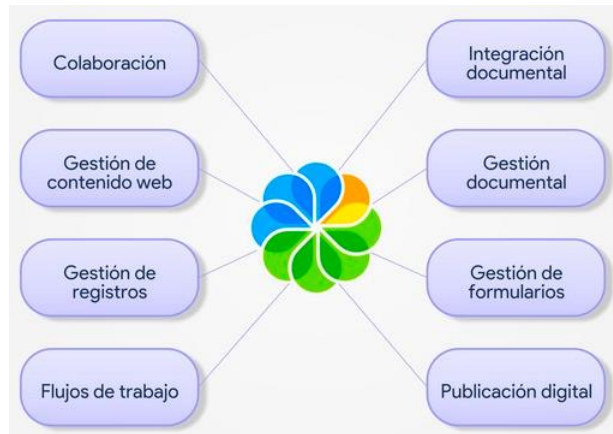 Colaboración
Integración
documental
Gestión de
contenido web
Gestión
documental
Gestión de
registros
Gestión de
formularios
Flujos de trabajo
Publicación digital